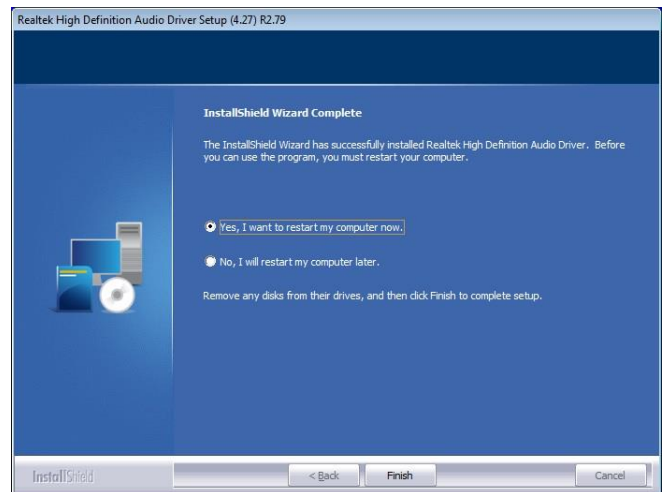 Realtek High Definition Audio Driver Setup (4.27) R2.79
InstallShield Wizard Complete
The InstallShield Wizard has successfully installed Realtek High Definition Audio Driver. Before
you can use the program, you must restart your computer.
Yes, I want to restart my computer now.
No, I will restart my computer later.
Remove any disks from their drives, and then click Finish to complete setup.
InstallShield
< Back
Finish
Cancel